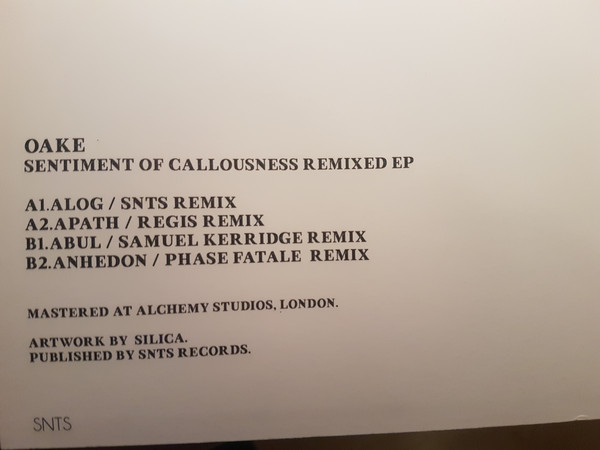 OAKE
SENTIMENT OF CALLOUSNESS REMIXED EP
A1.ALOG / SNTS REMIX
A2.APATH / REGIS REMIX
B1.ABUL / SAMUEL KERRIDGE REMIX
B2.ANHEDON / PHASE FATALE REMIX
MASTERED AT ALCHEMY STUDIOS, LONDON.
ARTWORK BY SILICA.
PUBLISHED BY SNTS RECORDS.
SNTS